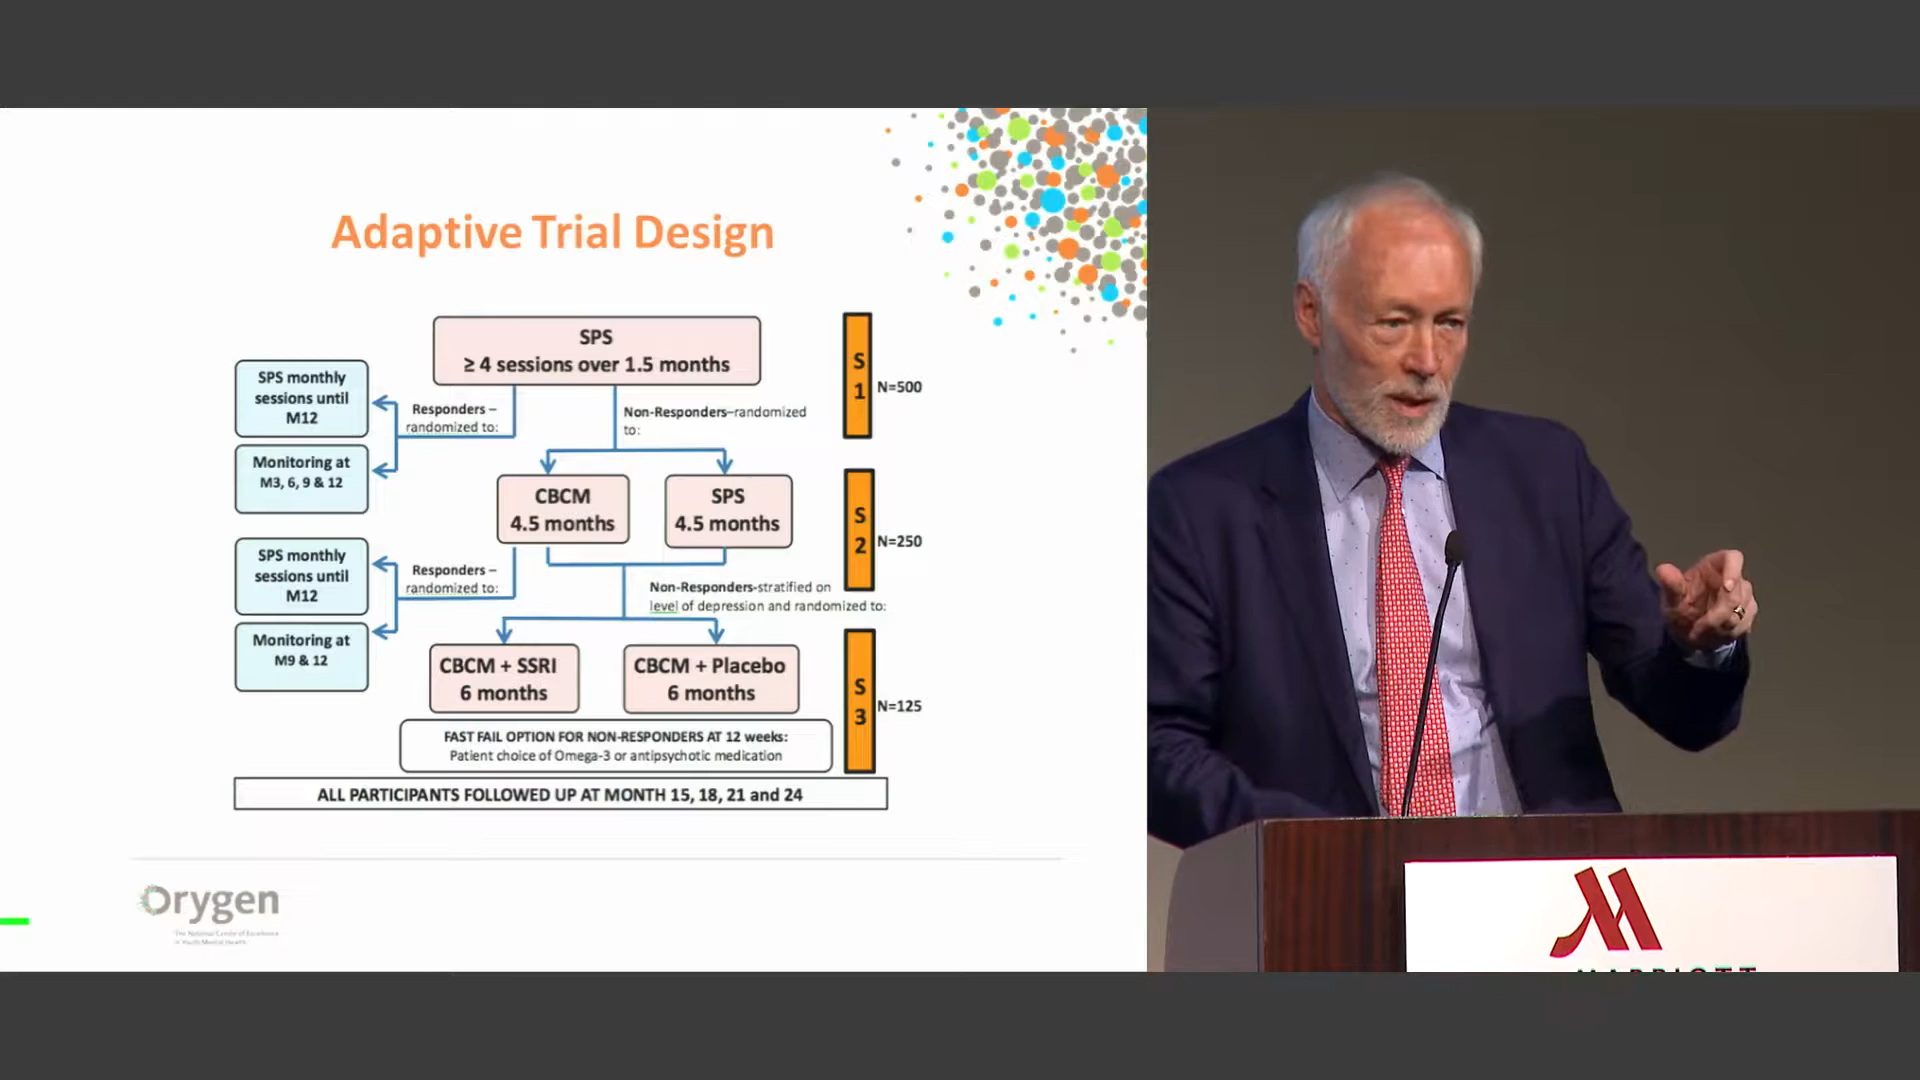 Adaptive Trial Design
SPS
≥ 4 sessions over 1.5 months
S
1
N=500
SPS monthly
sessions until
M12
Responders –
randomized to:
Non-Responders–randomized
to:
Monitoring at
M3, 6, 9 & 12
CBCM
4.5 months
SPS
4.5 months
S
2
N=250
SPS monthly
sessions until
M12
Responders –
randomized to:
Non-Responders-stratified on
level of depression and randomized to:
Monitoring at
M9 & 12
CBCM + SSRI
6 months
CBCM + Placebo
6 months
S
3
N=125
FAST FAIL OPTION FOR NON-RESPONDERS AT 12 weeks:
Patient choice of Omega-3 or antipsychotic medication
ALL PARTICIPANTS FOLLOWED UP AT MONTH 15, 18, 21 and 24
Orygen
The National Centre of Excellence
in Youth Mental Health
MARRIOTT